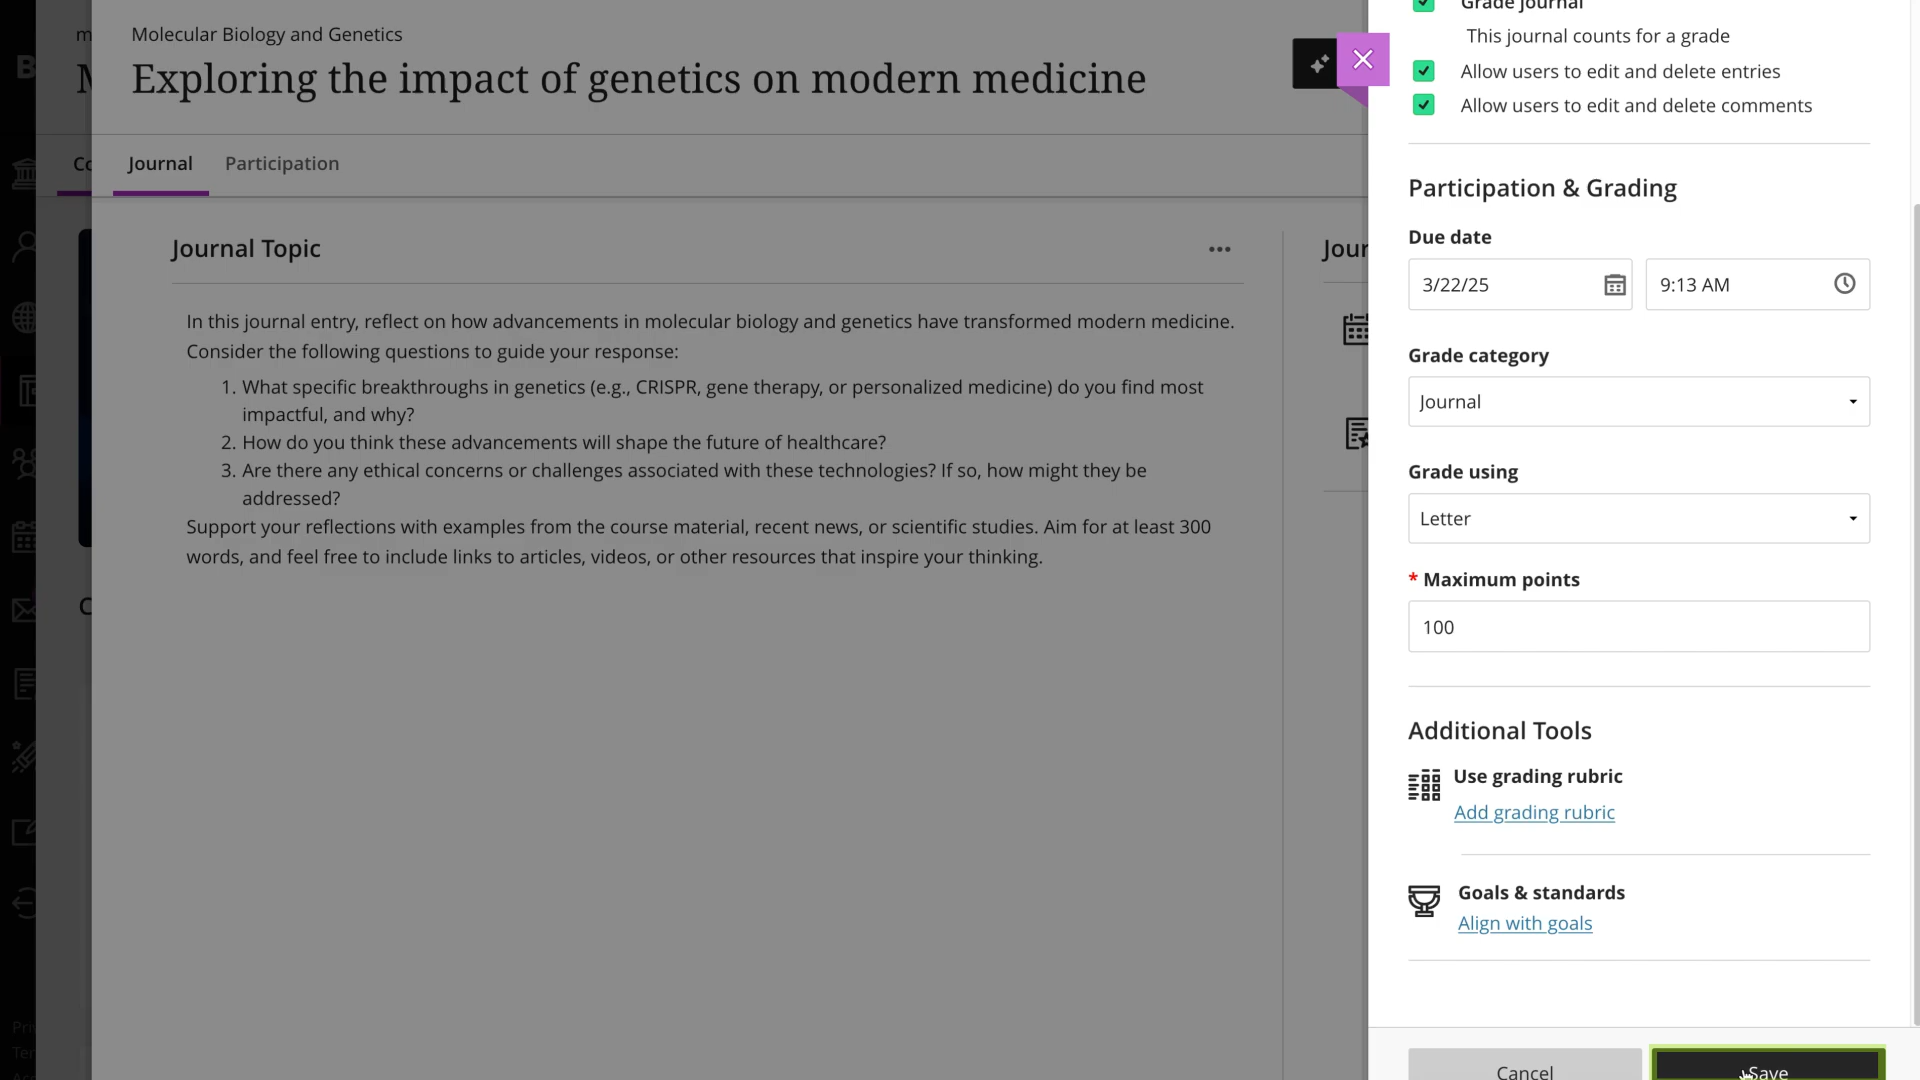 Molecular Biology and Genetics
Exploring the impact of genetics on modern medicine
Journal
Participation
Journal Topic
In this journal entry, reflect on how advancements in molecular biology and genetics have transformed modern medicine.
Consider the following questions to guide your response:
1. What specific breakthroughs in genetics (e.g., CRISPR, gene therapy, or personalized medicine) do you find most
impactful, and why?
2. How do you think these advancements will shape the future of healthcare?
3. Are there any ethical concerns or challenges associated with these technologies? If so, how might they be
addressed?
Support your reflections with examples from the course material, recent news, or scientific studies. Aim for at least 300
words, and feel free to include links to articles, videos, or other resources that inspire your thinking.
Jour
Grade journal
This journal counts for a grade
Allow users to edit and delete entries
Allow users to edit and delete comments
Participation & Grading
Due date
3/22/25
9:13 AM
Grade category
Journal
Grade using
Letter
* Maximum points
100
Additional Tools
Use grading rubric
Add grading rubric
Goals & standards
Align with goals
Cancel
Save